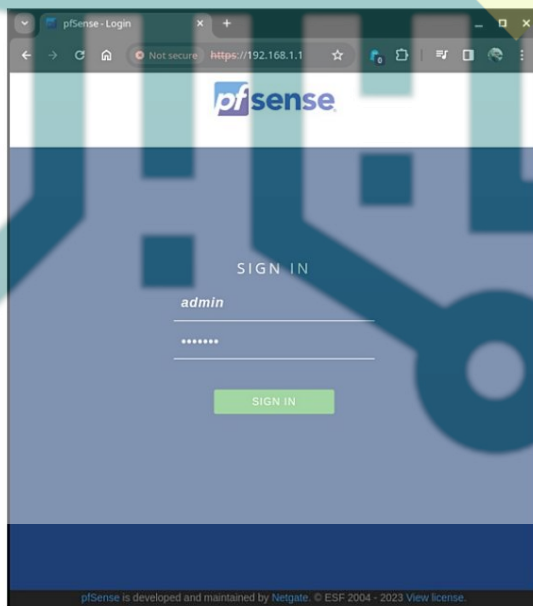 pfSense - Login
Not secure https://192.168.1.1
pfsense
SIGN IN
admin
•••••••
SIGN IN
pfSense is developed and maintained by Netgate. © ESF 2004 - 2023 View license.